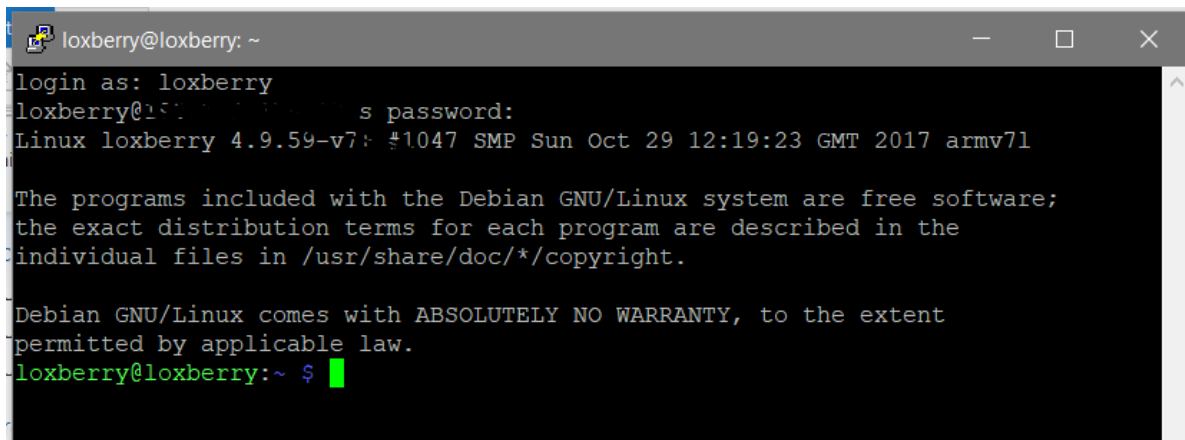 loxberry@loxberry: ~
login as: loxberry
loxberry@ s password:
Linux loxberry 4.9.59-v7+ #1047 SMP Sun Oct 29 12:19:23 GMT 2017 armv7l
The programs included with the Debian GNU/Linux system are free software;
the exact distribution terms for each program are described in the
individual files in /usr/share/doc/*/copyright.
Debian GNU/Linux comes with ABSOLUTELY NO WARRANTY, to the extent
permitted by applicable law.
loxberry@loxberry:~ $